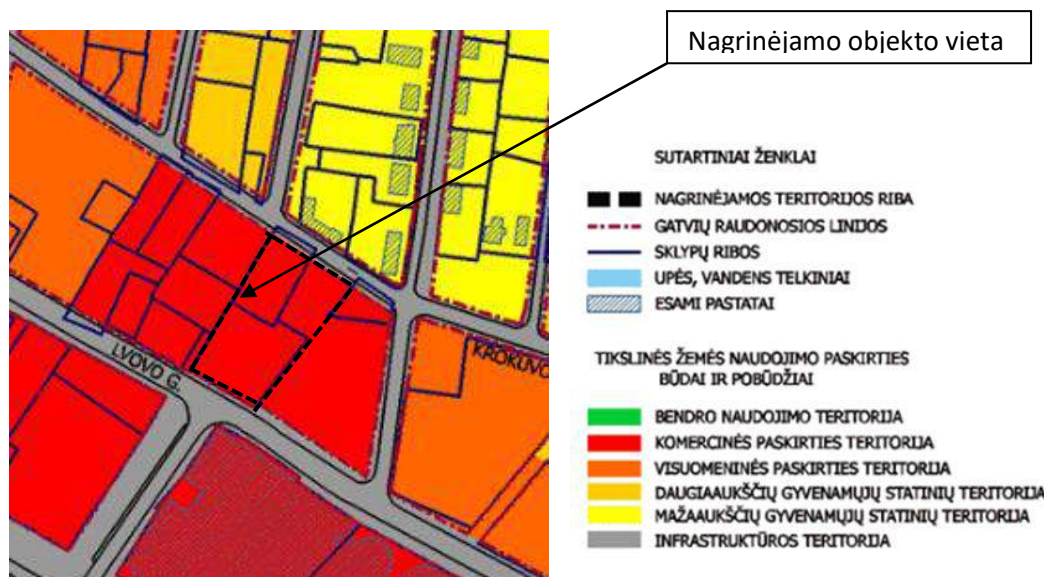 Nagrinėjamo objekto vieta
LVOVO G.
KROKUVO
SUTARTINIAI ŽENKLAI
NAGRINĖJAMOS TERITORIJOS RIBA
GATVIŲ RAUDONOSIOS LINIJOS
SKLYPŲ RIBOS
UPĖS, VANDENS TELKINIAI
ESAMI PASTATAI
TIKSLINĖS ŽEMĖS NAUDOJIMO PASKIRTIES
BŪDAI IR POBŪDŽIAI
BENDRO NAUDOJIMO TERITORIJA
KOMERCINĖS PASKIRTIES TERITORIJA
VISUOMENINĖS PASKIRTIES TERITORIJA
DAUGIAAUKŠČIŲ GYVENAMŲJŲ STATINIŲ TERITORIJA
MAŽAAUKŠČIŲ GYVENAMŲJŲ STATINIŲ TERITORIJA
INFRASTRUKTŪROS TERITORIJA